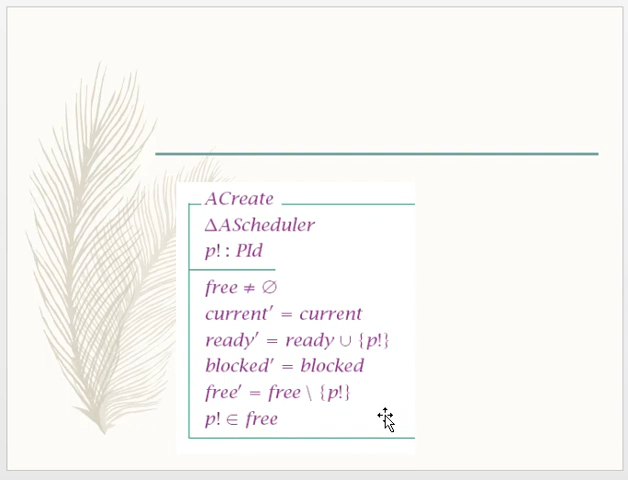 ACreate
ΔAScheduler
p! : PId
free ≠ ∅
current′ = current
ready′ = ready ∪ {p!}
blocked′ = blocked
free′ = free \ {p!}
p! ∈ free